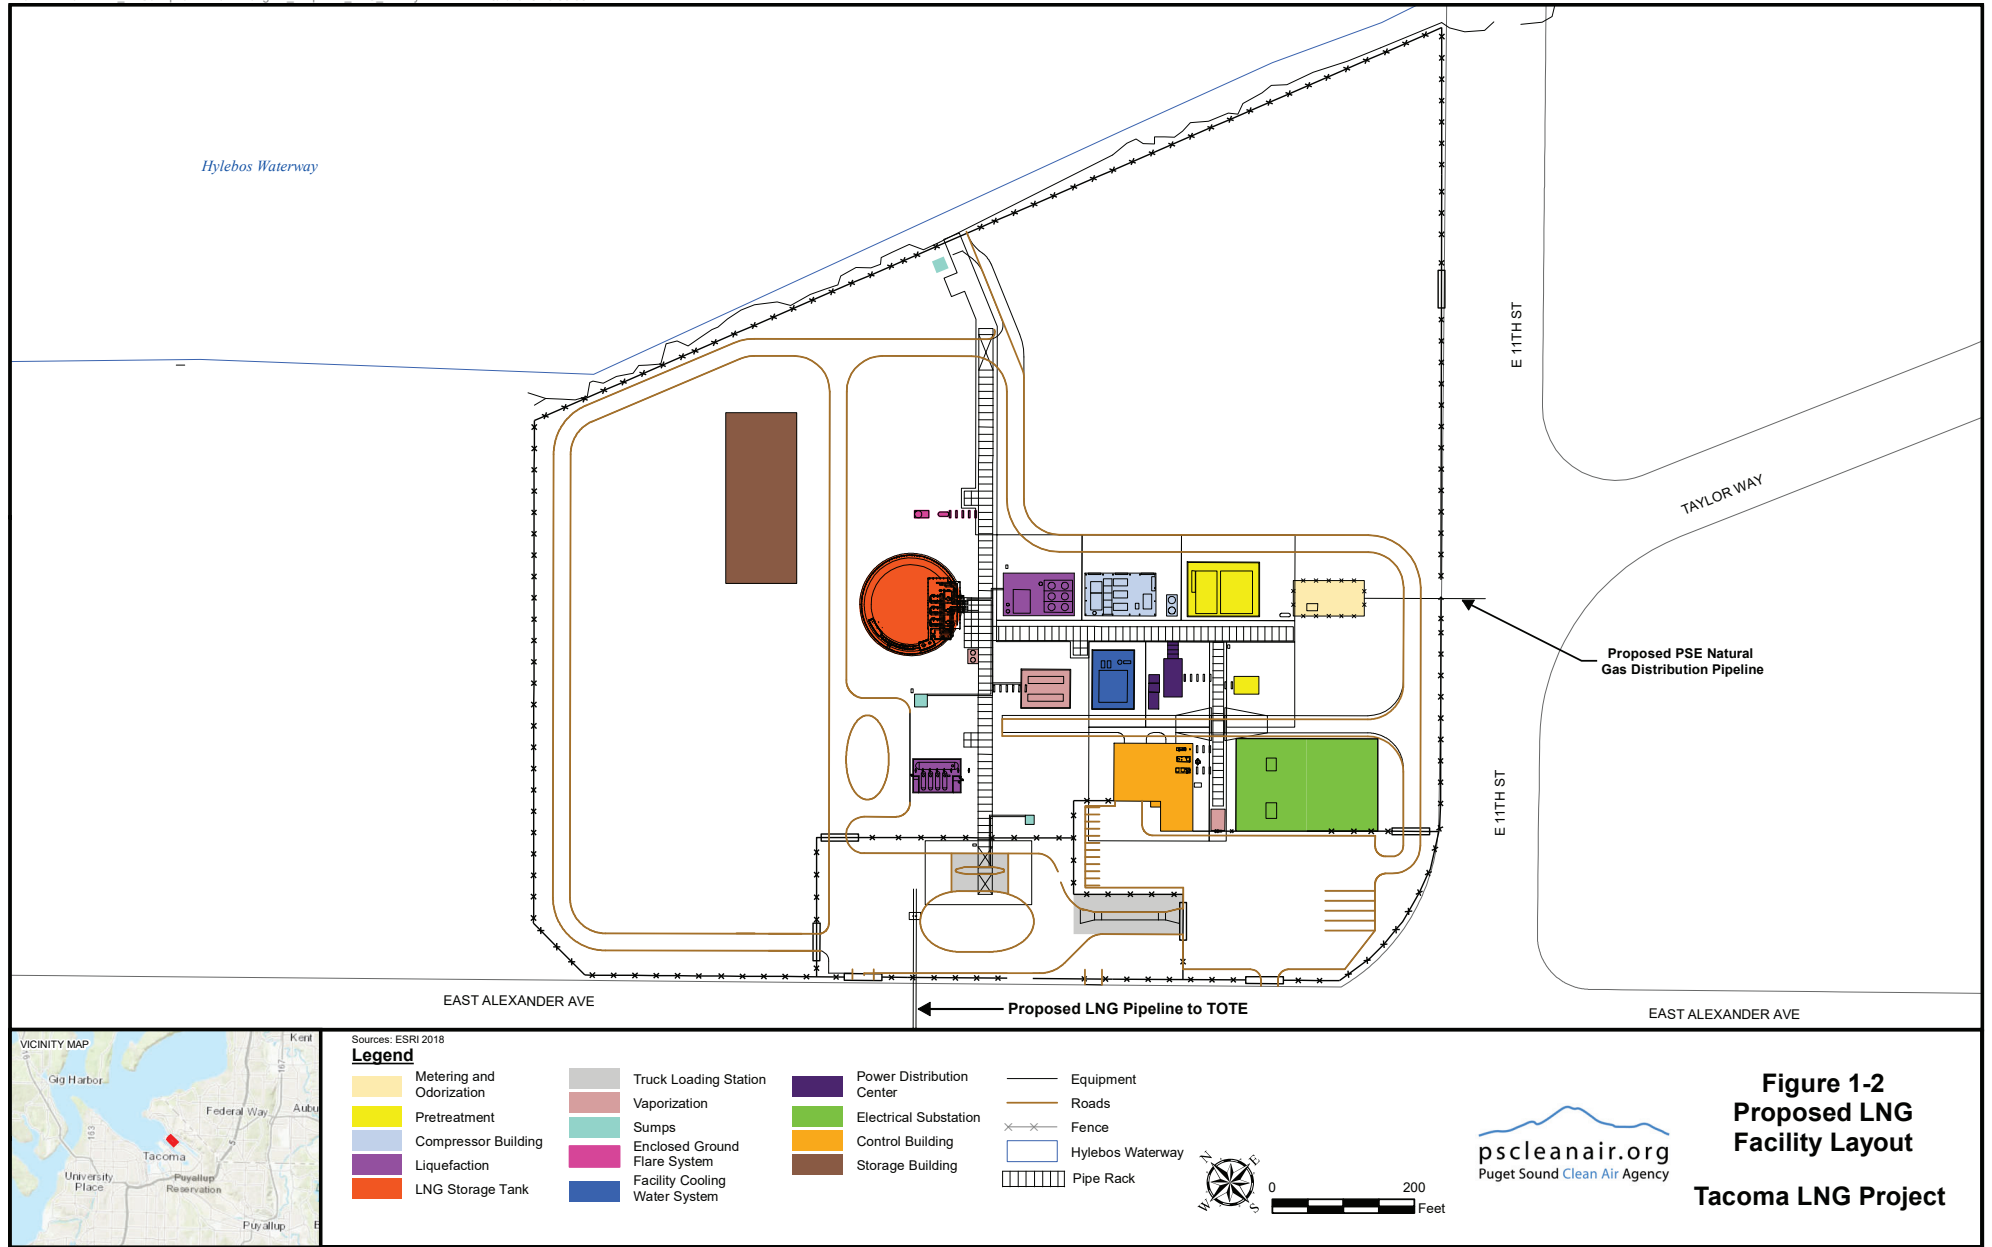 Hylebos Waterway
E 11TH ST
TAYLOR WAY
Proposed PSE Natural
Gas Distribution Pipeline
E 11TH ST
EAST ALEXANDER AVE
Proposed LNG Pipeline to TOTE
EAST ALEXANDER AVE
VICINITY MAP
Kent
167
Gig Harbor
Federal Way
Aubu
163
5
Tacoma
University
Place
Puyallup
Reservation
Puyallup
Sources: ESRI 2018
Legend
Metering and
Odorization
Pretreatment
Compressor Building
Liquefaction
LNG Storage Tank
Truck Loading Station
Vaporization
Sumps
Enclosed Ground
Flare System
Facility Cooling
Water System
Power Distribution
Center
Electrical Substation
Control Building
Storage Building
Equipment
Roads
Fence
Hylebos Waterway
Pipe Rack
N
E
W
S
0 200
Feet
pscleanair.org
Puget Sound Clean Air Agency
Figure 1-2
Proposed LNG
Facility Layout
Tacoma LNG Project